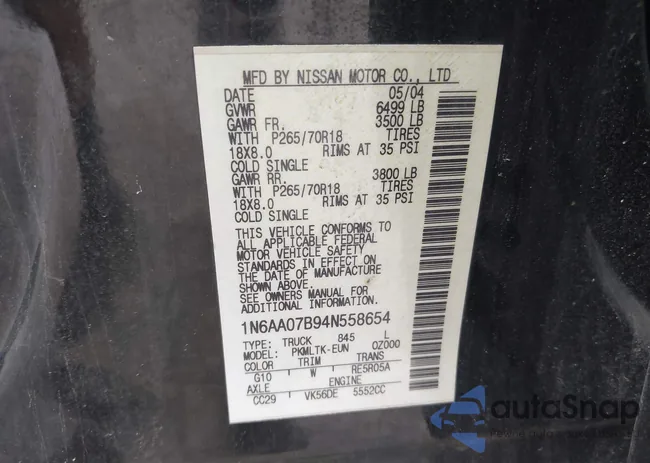 MFD BY NISSAN MOTOR CO., LTD
DATE 05/04
GVWR 6499 LB
GAWR FR. 3500 LB
WITH P265/70R18 TIRES
18X8.0 RIMS AT 35 PSI
COLD SINGLE
GAWR RR. 3800 LB
WITH P265/70R18 TIRES
18X8.0 RIMS AT 35 PSI
COLD SINGLE
THIS VEHICLE CONFORMS TO
ALL APPLICABLE FEDERAL
MOTOR VEHICLE SAFETY
STANDARDS IN EFFECT ON
THE DATE OF MANUFACTURE
SHOWN ABOVE.
SEE OWNERS MANUAL FOR
ADDITIONAL INFORMATION.
1N6AA07B94N558654
TYPE: TRUCK 845 L
MODEL: PKMLTK-EUN 0Z000
COLOR TRIM TRANS
G10 W RE5R05A
AXLE ENGINE
CC29 VK56DE 5552CC
autoSnap